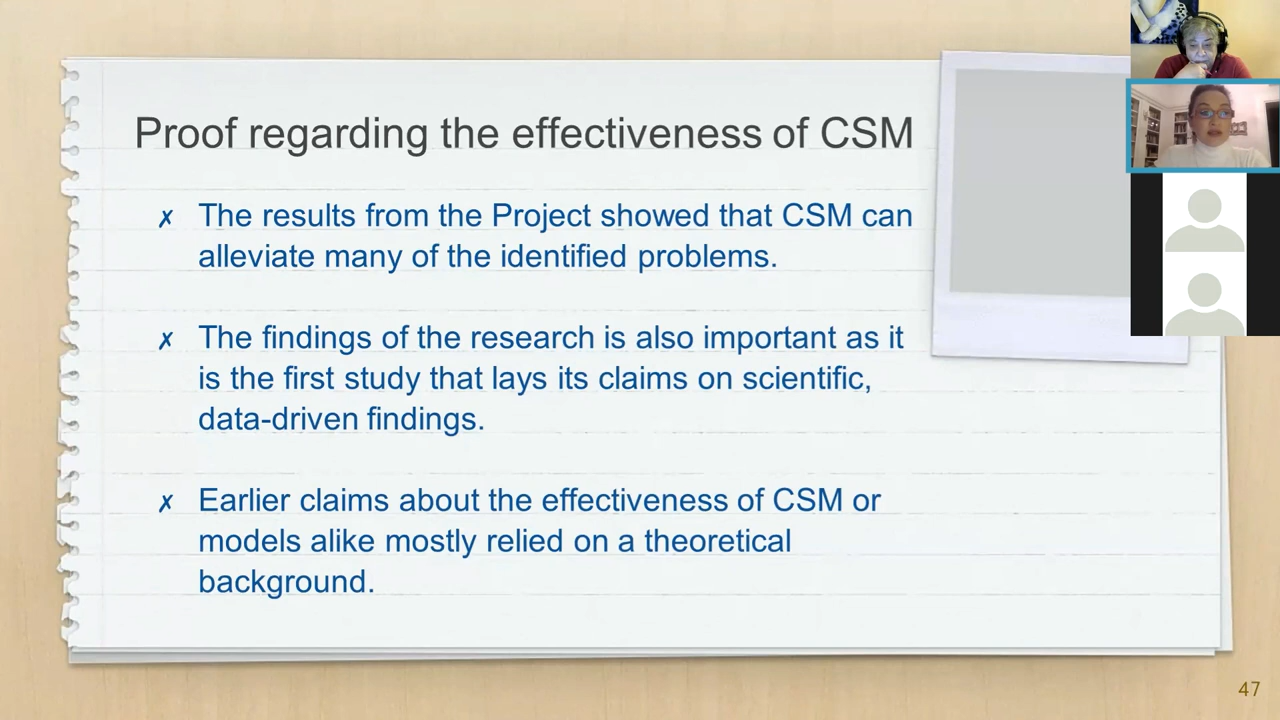 Proof regarding the effectiveness of CSM
✗ The results from the Project showed that CSM can
alleviate many of the identified problems.
✗ The findings of the research is also important as it
is the first study that lays its claims on scientific,
data-driven findings.
✗ Earlier claims about the effectiveness of CSM or
models alike mostly relied on a theoretical
background.
47